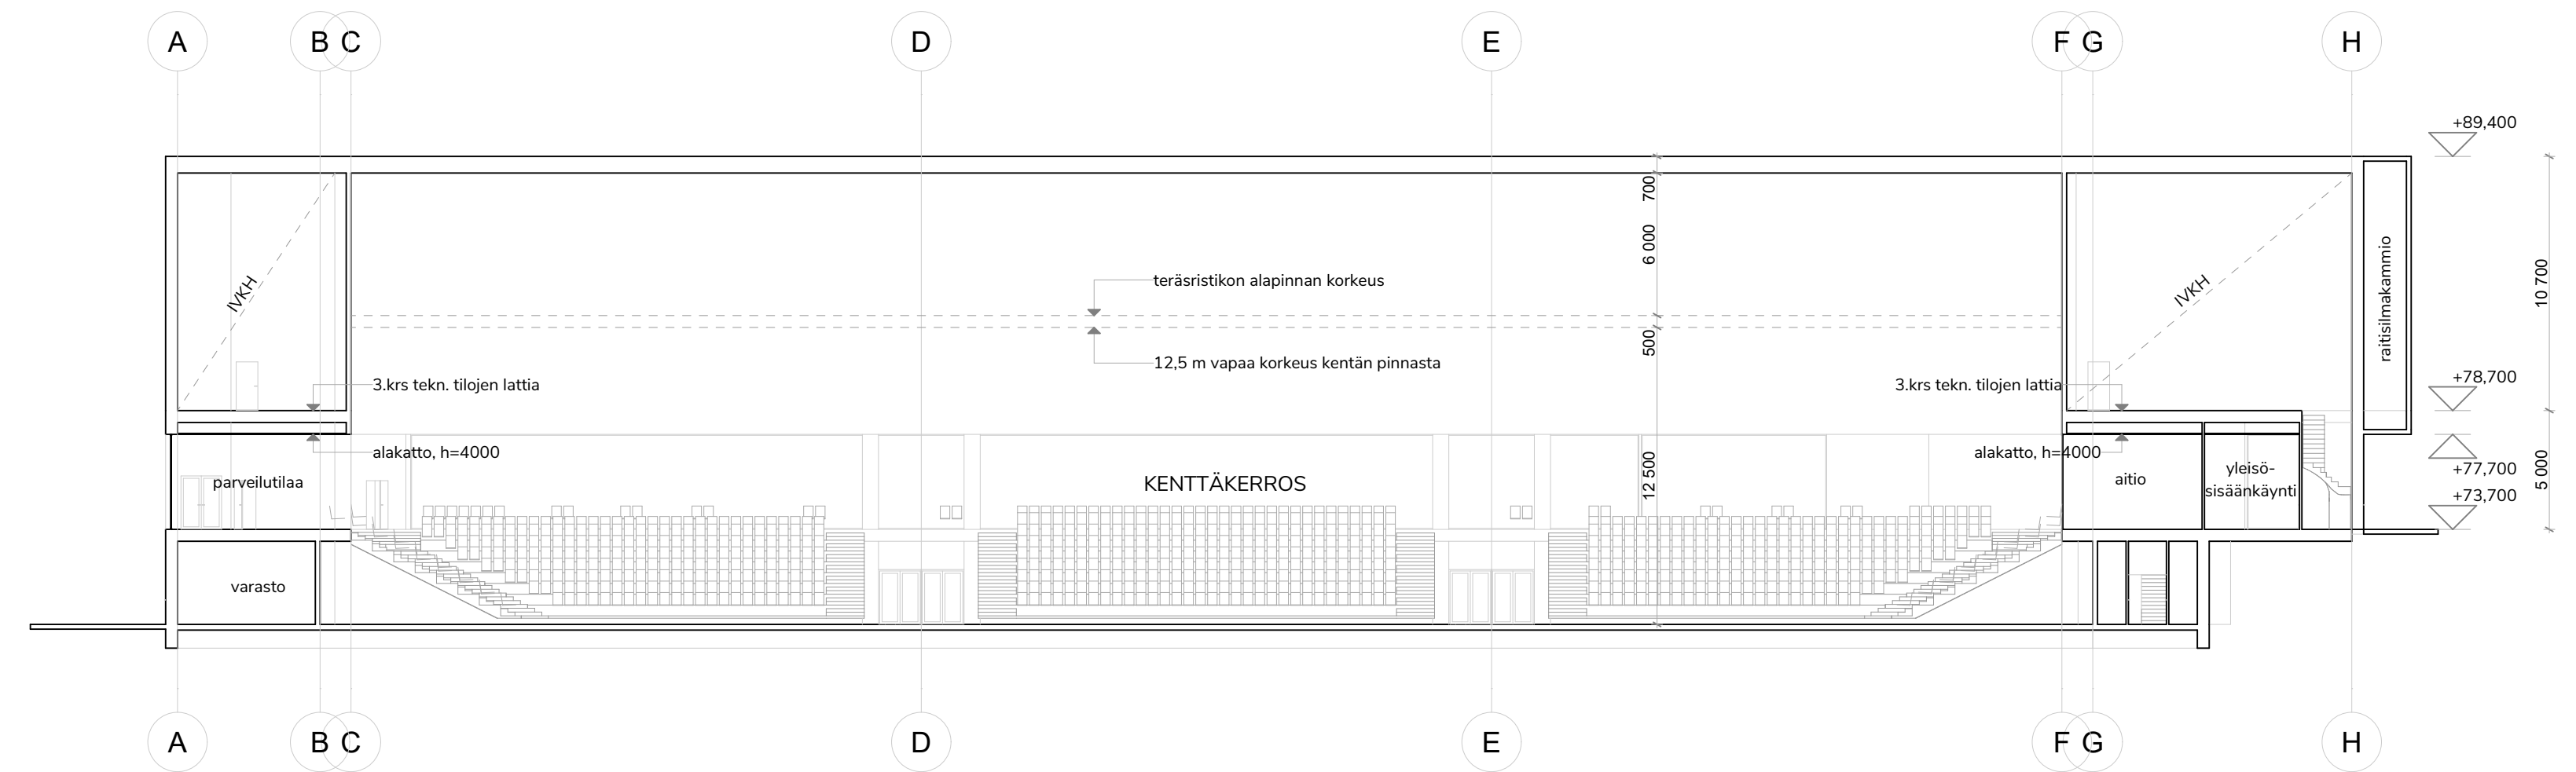 A B C D E F G H
+89,400
700
6 000
IVKH
teräsristikon alapinnan korkeus
IVKH
raitisilmakammio
10 700
500
12,5 m vapaa korkeus kentän pinnasta
3.krs tekn. tilojen lattia
3.krs tekn. tilojen lattia
+78,700
alakatto, h=4000
alakatto, h=4000
parveilutilaa
KENTTÄKERROS
12 500
aitio
yleisö-
sisäänkäynti
+77,700
+73,700
5 000
varasto
A B C D E F G H